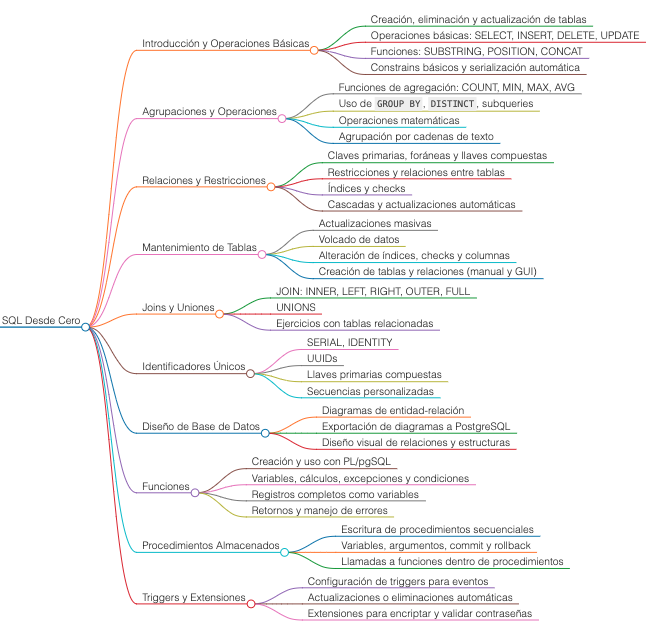 SQL Desde Cero
Introducción y Operaciones Básicas
Creación, eliminación y actualización de tablas
Operaciones básicas: SELECT, INSERT, DELETE, UPDATE
Funciones: SUBSTRING, POSITION, CONCAT
Constrains básicos y serialización automática
Agrupaciones y Operaciones
Funciones de agregación: COUNT, MIN, MAX, AVG
Uso de GROUP BY, DISTINCT, subqueries
Operaciones matemáticas
Agrupación por cadenas de texto
Relaciones y Restricciones
Claves primarias, foráneas y llaves compuestas
Restricciones y relaciones entre tablas
Índices y checks
Cascadas y actualizaciones automáticas
Mantenimiento de Tablas
Actualizaciones masivas
Volcado de datos
Alteración de índices, checks y columnas
Creación de tablas y relaciones (manual y GUI)
Joins y Uniones
JOIN: INNER, LEFT, RIGHT, OUTER, FULL
UNIONS
Ejercicios con tablas relacionadas
Identificadores Únicos
SERIAL, IDENTITY
UUIDs
Llaves primarias compuestas
Secuencias personalizadas
Diseño de Base de Datos
Diagramas de entidad-relación
Exportación de diagramas a PostgreSQL
Diseño visual de relaciones y estructuras
Funciones
Creación y uso con PL/pgSQL
Variables, cálculos, excepciones y condiciones
Registros completos como variables
Retornos y manejo de errores
Procedimientos Almacenados
Escritura de procedimientos secuenciales
Variables, argumentos, commit y rollback
Llamadas a funciones dentro de procedimientos
Triggers y Extensiones
Configuración de triggers para eventos
Actualizaciones o eliminaciones automáticas
Extensiones para encriptar y validar contraseñas